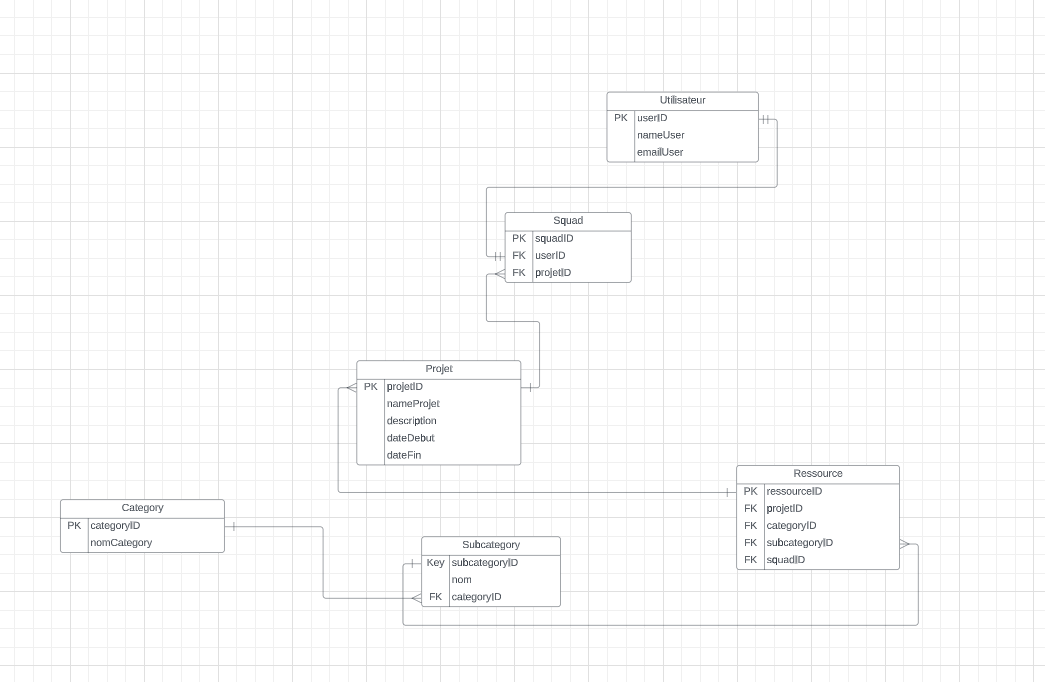 Utilisateur
PK userID
nameUser
emailUser
Squad
PK squadID
FK userID
FK projetID
Projet
PK projetID
nameProjet
description
dateDebut
dateFin
Ressource
PK ressourceID
FK projetID
FK categoryID
FK subcategoryID
FK squadID
Category
PK categoryID
nomCategory
Subcategory
Key subcategoryID
nom
FK categoryID